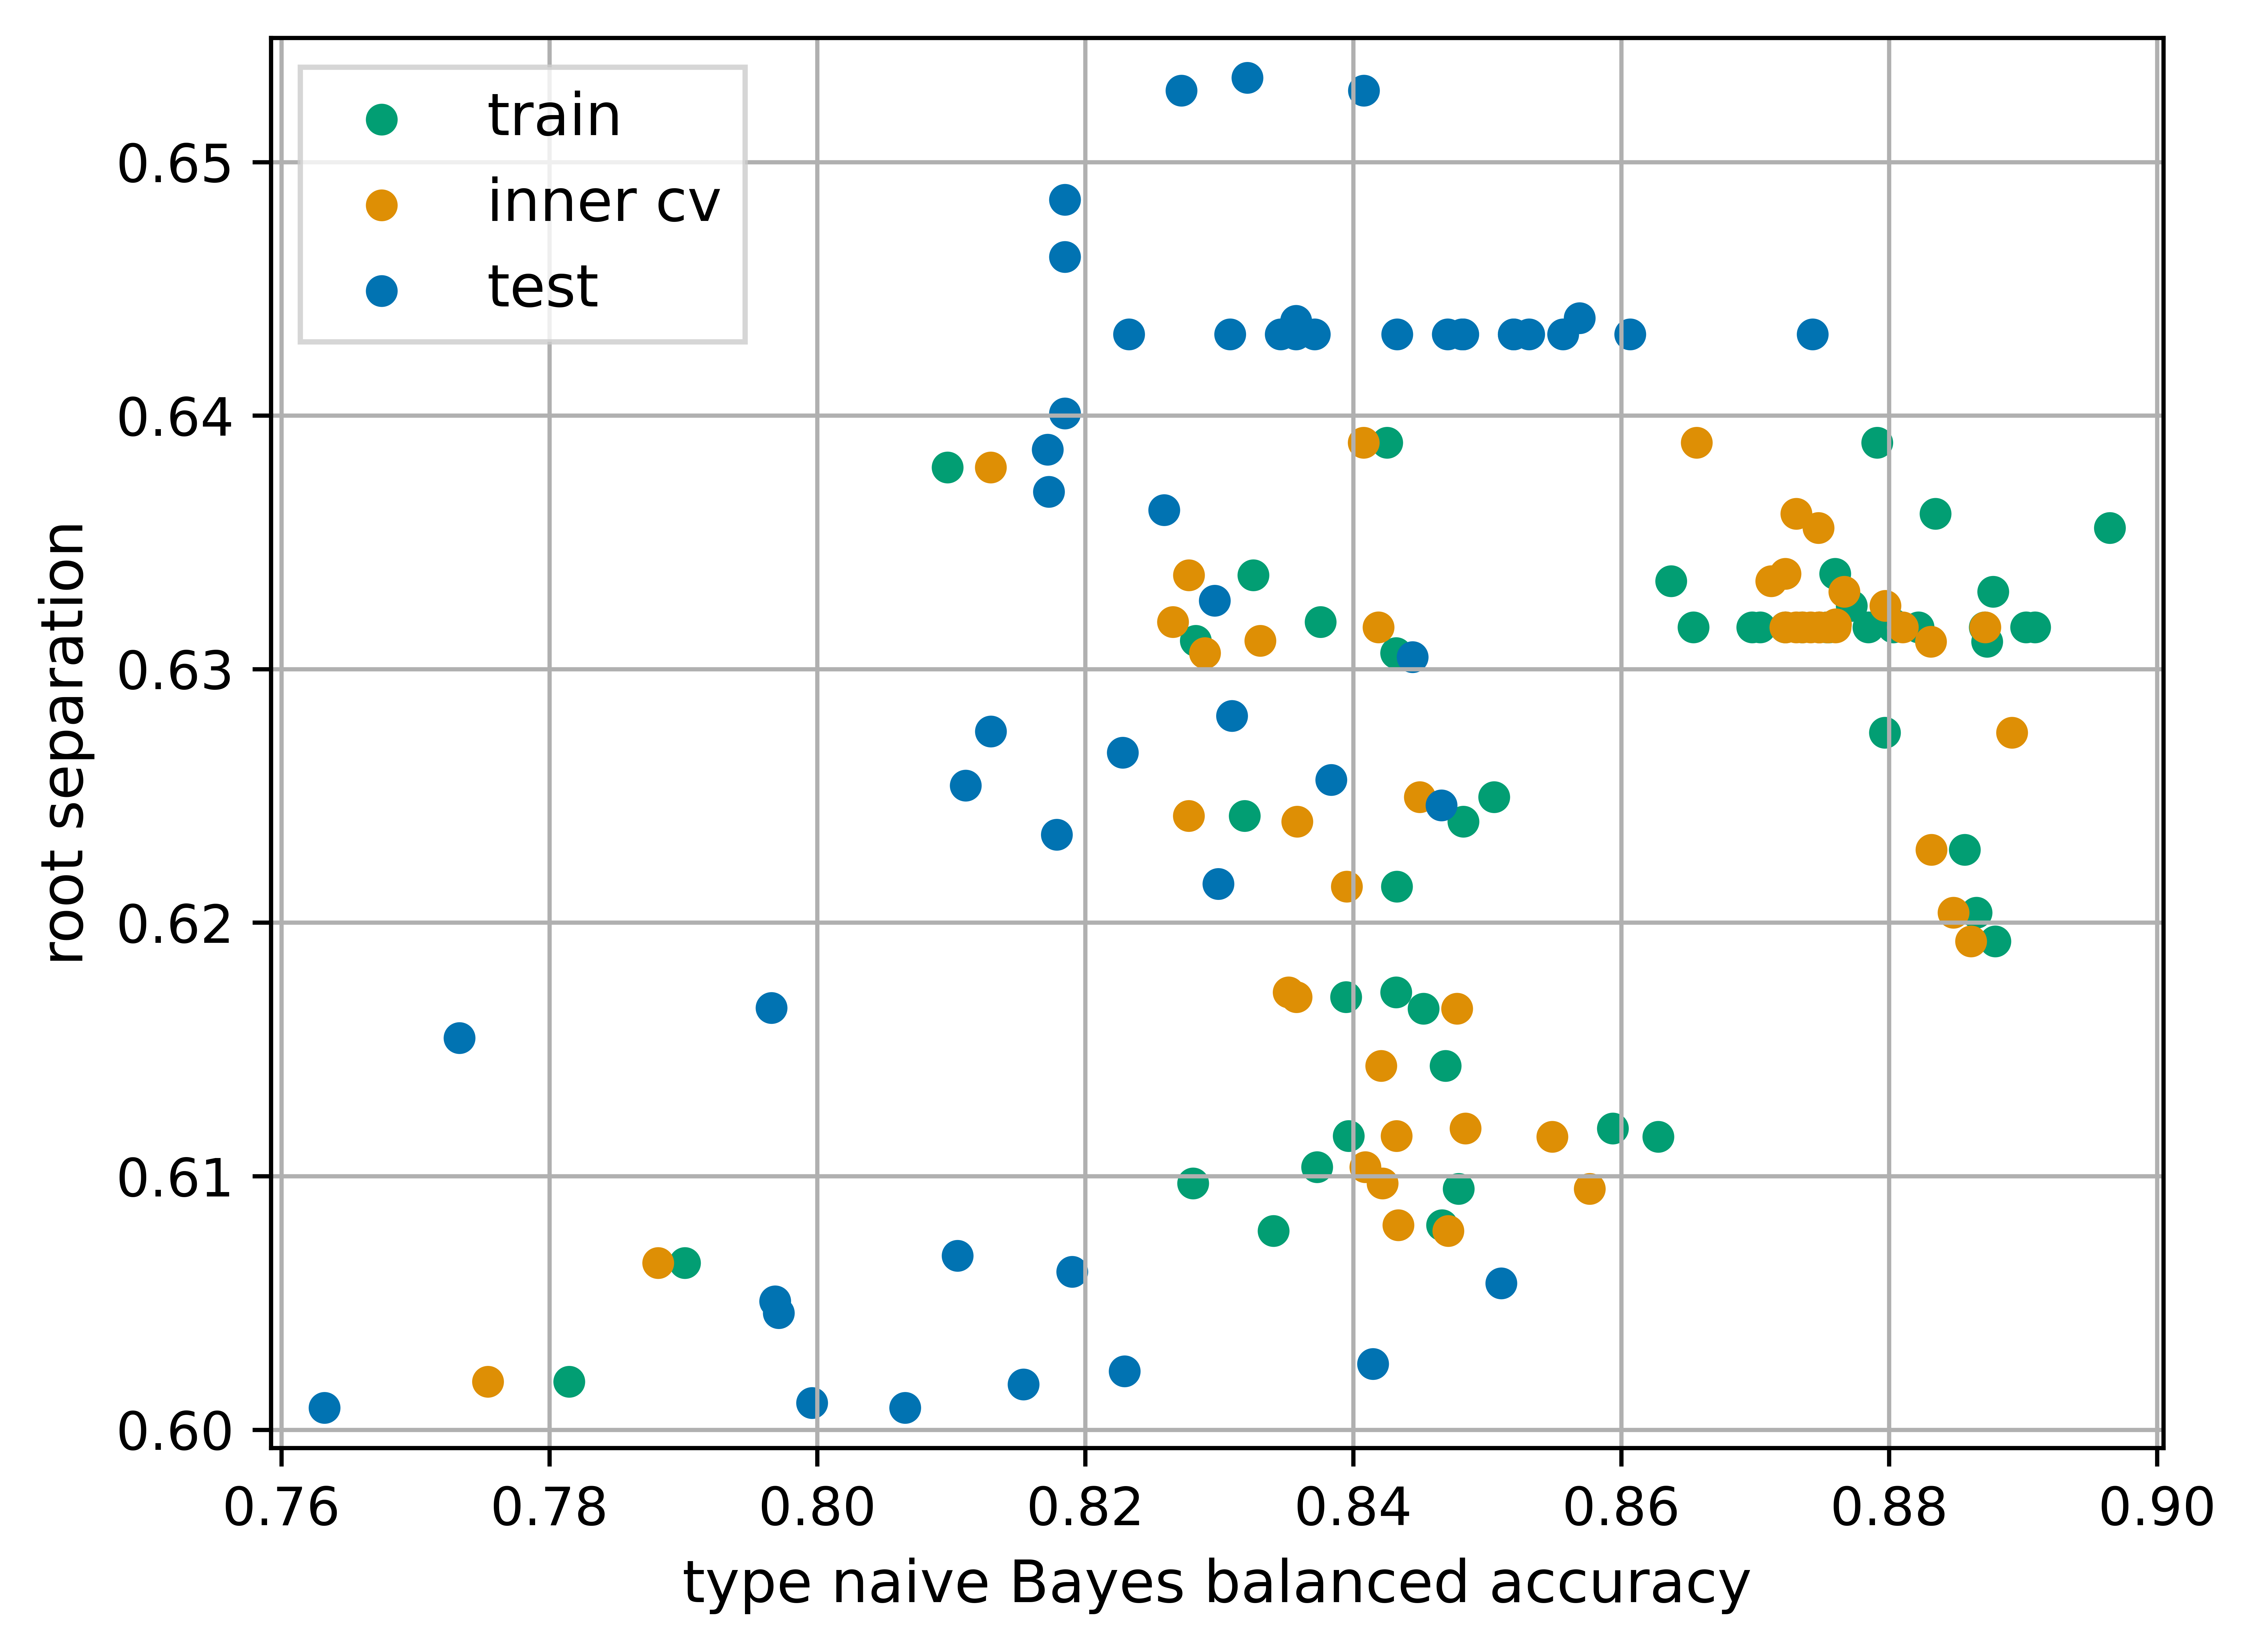 train
inner cv
test
0.65
0.64
0.63
0.62
0.61
0.60
root separation
0.76 0.78 0.80 0.82 0.84 0.86 0.88 0.90
type naive Bayes balanced accuracy